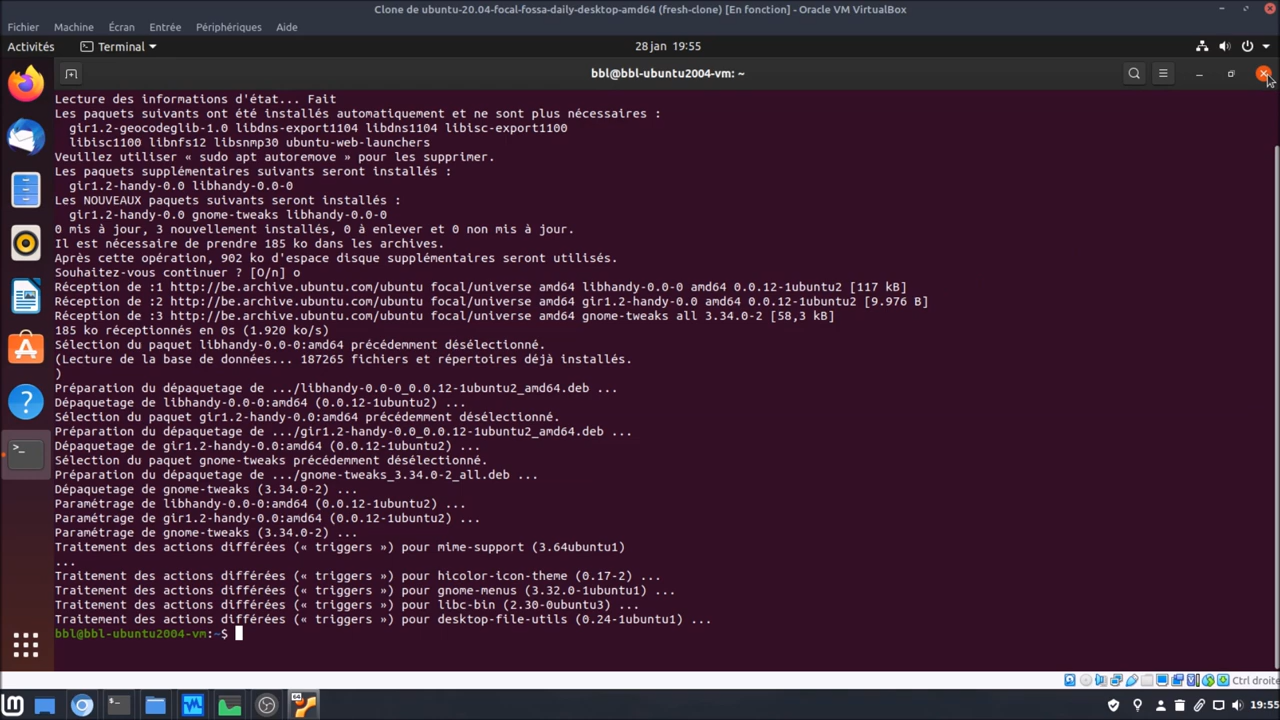 Clone de ubuntu-20.04-focal-fossa-daily-desktop-amd64 (fresh-clone) [En fonction] - Oracle VM VirtualBox
Fichier Machine Écran Entrée Périphériques Aide
Activités Terminal 28 jan 19:55
bbl@bbl-ubuntu2004-vm: ~
Lecture des informations d'état... Fait
Les paquets suivants ont été installés automatiquement et ne sont plus nécessaires :
gir1.2-geocodeglib-1.0 libdns-export1104 libdns1104 libisc-export1100
libisc1100 libnfs12 libsnmp30 ubuntu-web-launchers
Veuillez utiliser « sudo apt autoremove » pour les supprimer.
Les paquets supplémentaires suivants seront installés :
gir1.2-handy-0.0 libhandy-0.0-0
Les NOUVEAUX paquets suivants seront installés :
gir1.2-handy-0.0 gnome-tweaks libhandy-0.0-0
0 mis à jour, 3 nouvellement installés, 0 à enlever et 0 non mis à jour.
Il est nécessaire de prendre 185 ko dans les archives.
Après cette opération, 902 ko d'espace disque supplémentaires seront utilisés.
Souhaitez-vous continuer ? [O/n] o
Réception de :1 http://be.archive.ubuntu.com/ubuntu focal/universe amd64 libhandy-0.0-0 amd64 0.0.12-1ubuntu2 [117 kB]
Réception de :2 http://be.archive.ubuntu.com/ubuntu focal/universe amd64 gir1.2-handy-0.0 amd64 0.0.12-1ubuntu2 [9.976 B]
Réception de :3 http://be.archive.ubuntu.com/ubuntu focal/universe amd64 gnome-tweaks all 3.34.0-2 [58,3 kB]
185 ko réceptionnés en 0s (1.920 ko/s)
Sélection du paquet libhandy-0.0-0:amd64 précédemment désélectionné.
(Lecture de la base de données... 187265 fichiers et répertoires déjà installés.
)
Préparation du dépaquetage de .../libhandy-0.0-0_0.0.12-1ubuntu2_amd64.deb ...
Dépaquetage de libhandy-0.0-0:amd64 (0.0.12-1ubuntu2) ...
Sélection du paquet gir1.2-handy-0.0:amd64 précédemment désélectionné.
Préparation du dépaquetage de .../gir1.2-handy-0.0_0.0.12-1ubuntu2_amd64.deb ...
Dépaquetage de gir1.2-handy-0.0:amd64 (0.0.12-1ubuntu2) ...
Sélection du paquet gnome-tweaks précédemment désélectionné.
Préparation du dépaquetage de .../gnome-tweaks_3.34.0-2_all.deb ...
Dépaquetage de gnome-tweaks (3.34.0-2) ...
Paramétrage de libhandy-0.0-0:amd64 (0.0.12-1ubuntu2) ...
Paramétrage de gir1.2-handy-0.0:amd64 (0.0.12-1ubuntu2) ...
Paramétrage de gnome-tweaks (3.34.0-2) ...
Traitement des actions différées (« triggers ») pour mime-support (3.64ubuntu1)
...
Traitement des actions différées (« triggers ») pour hicolor-icon-theme (0.17-2) ...
Traitement des actions différées (« triggers ») pour gnome-menus (3.32.0-1ubuntu1) ...
Traitement des actions différées (« triggers ») pour libc-bin (2.30-0ubuntu3) ...
Traitement des actions différées (« triggers ») pour desktop-file-utils (0.24-1ubuntu1) ...
bbl@bbl-ubuntu2004-vm:~$
Ctrl droite
64
19:55